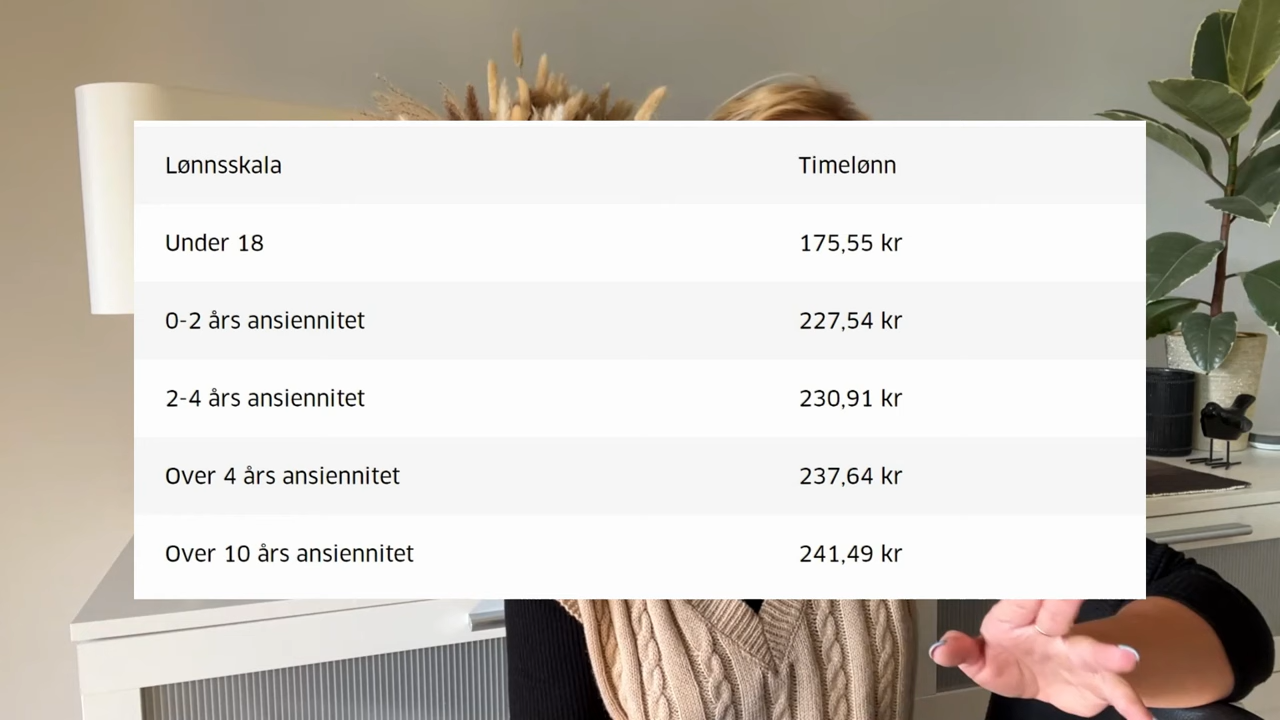 Lønnsskala Timelønn
Under 18 175,55 kr
0-2 års ansiennitet 227,54 kr
2-4 års ansiennitet 230,91 kr
Over 4 års ansiennitet 237,64 kr
Over 10 års ansiennitet 241,49 kr